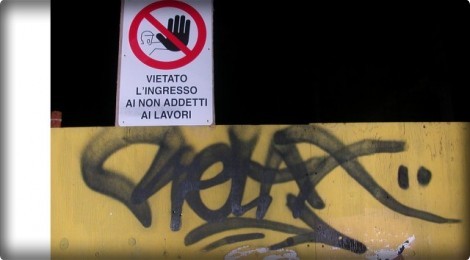 VIETATO
L'INGRESSO
AI NON ADDETTI
AI LAVORI